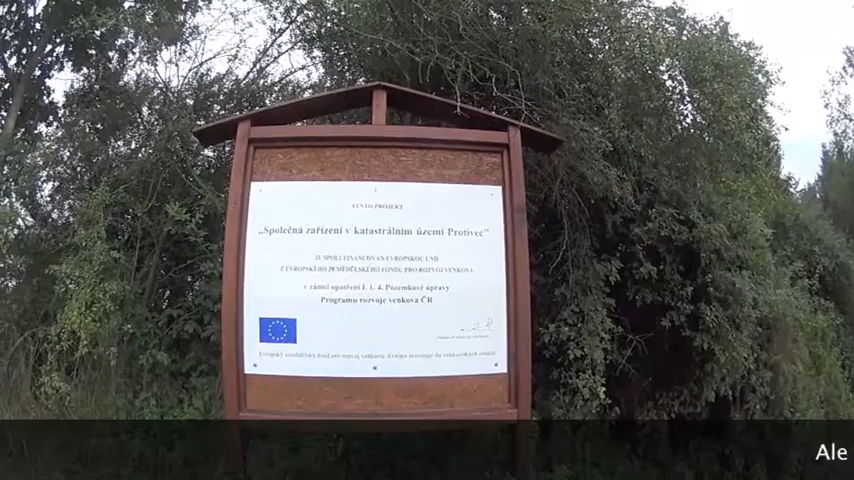 TENTO PROJEKT
„Společná zařízení v katastrálním území Protivec"
JE SPOLUFINANCOVÁN EVROPSKOU UNIÍ
Z EVROPSKÉHO ZEMĚDĚLSKÉHO FONDU PRO ROZVOJ VENKOVA
v rámci opatření I. 1. 4. Pozemkové úpravy
Programu rozvoje venkova ČR
Evropský zemědělský fond pro rozvoj venkova: Evropa investuje do venkovských oblastí
Ale